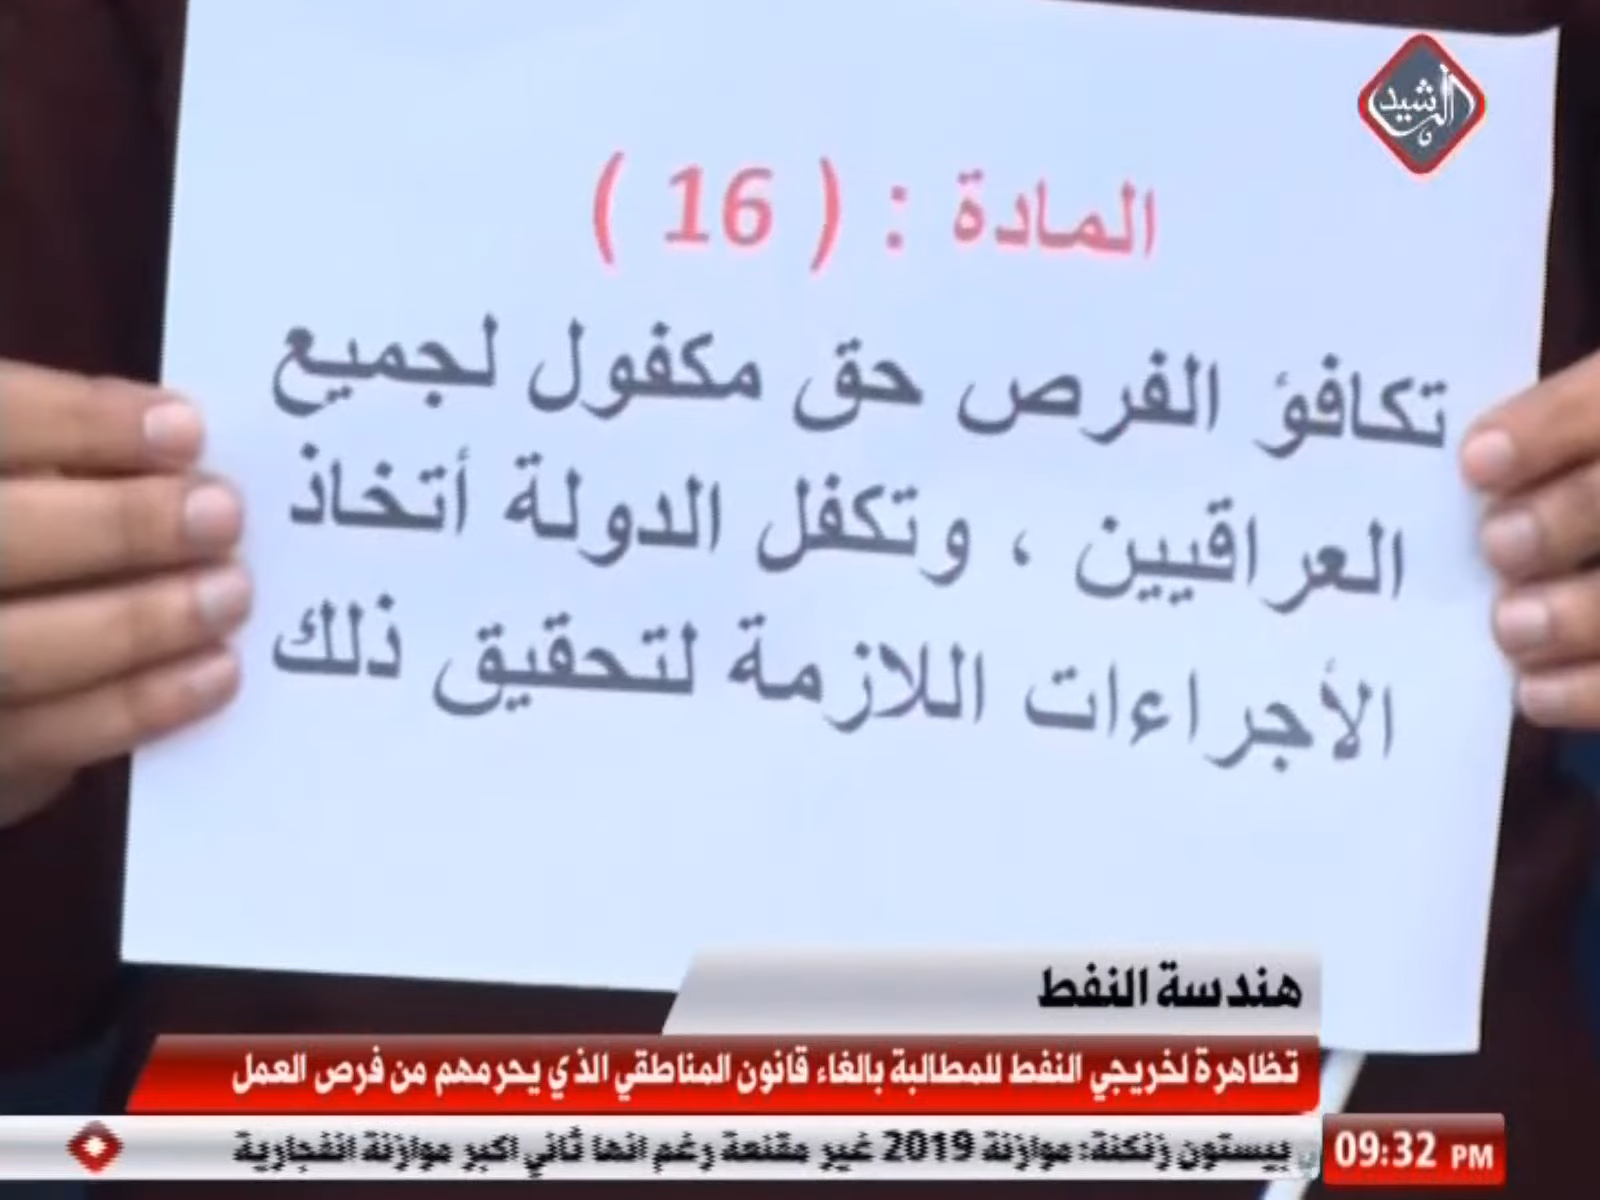 الرشيد
المادة : ( 16 )
تكافؤ الفرص حق مكفول لجميع
العراقيين ، وتكفل الدولة أتخاذ
الأجراءات اللازمة لتحقيق ذلك
هندسة النفط
تظاهرة لخريجي النفط للمطالبة بالغاء قانون المناطقي الذي يحرمهم من فرص العمل
بيستون زنكنة: موازنة 2019 غير مقنعة رغم انها ثاني اكبر موازنة انفجارية
09:32 PM